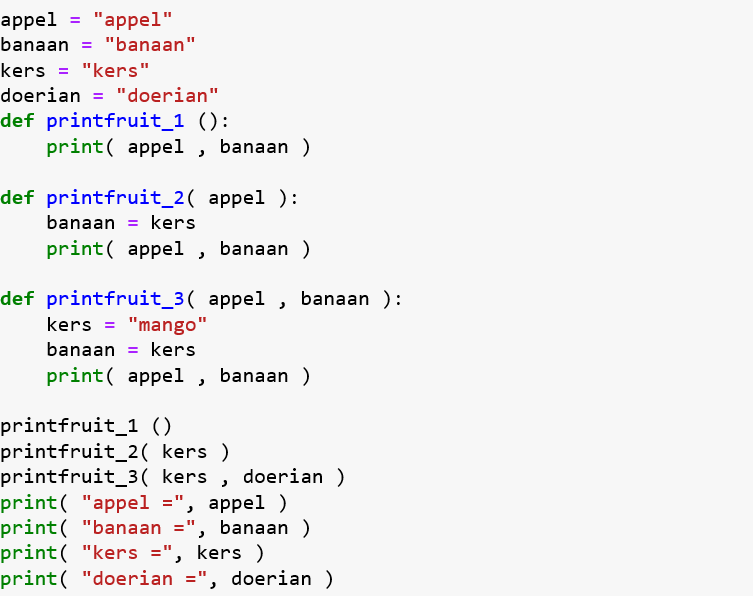 appel = "appel"
banaan = "banaan"
kers = "kers"
doerian = "doerian"
def printfruit_1 ():
    print( appel , banaan )

def printfruit_2( appel ):
    banaan = kers
    print( appel , banaan )

def printfruit_3( appel , banaan ):
    kers = "mango"
    banaan = kers
    print( appel , banaan )

printfruit_1 ()
printfruit_2( kers )
printfruit_3( kers , doerian )
print( "appel =", appel )
print( "banaan =", banaan )
print( "kers =", kers )
print( "doerian =", doerian )